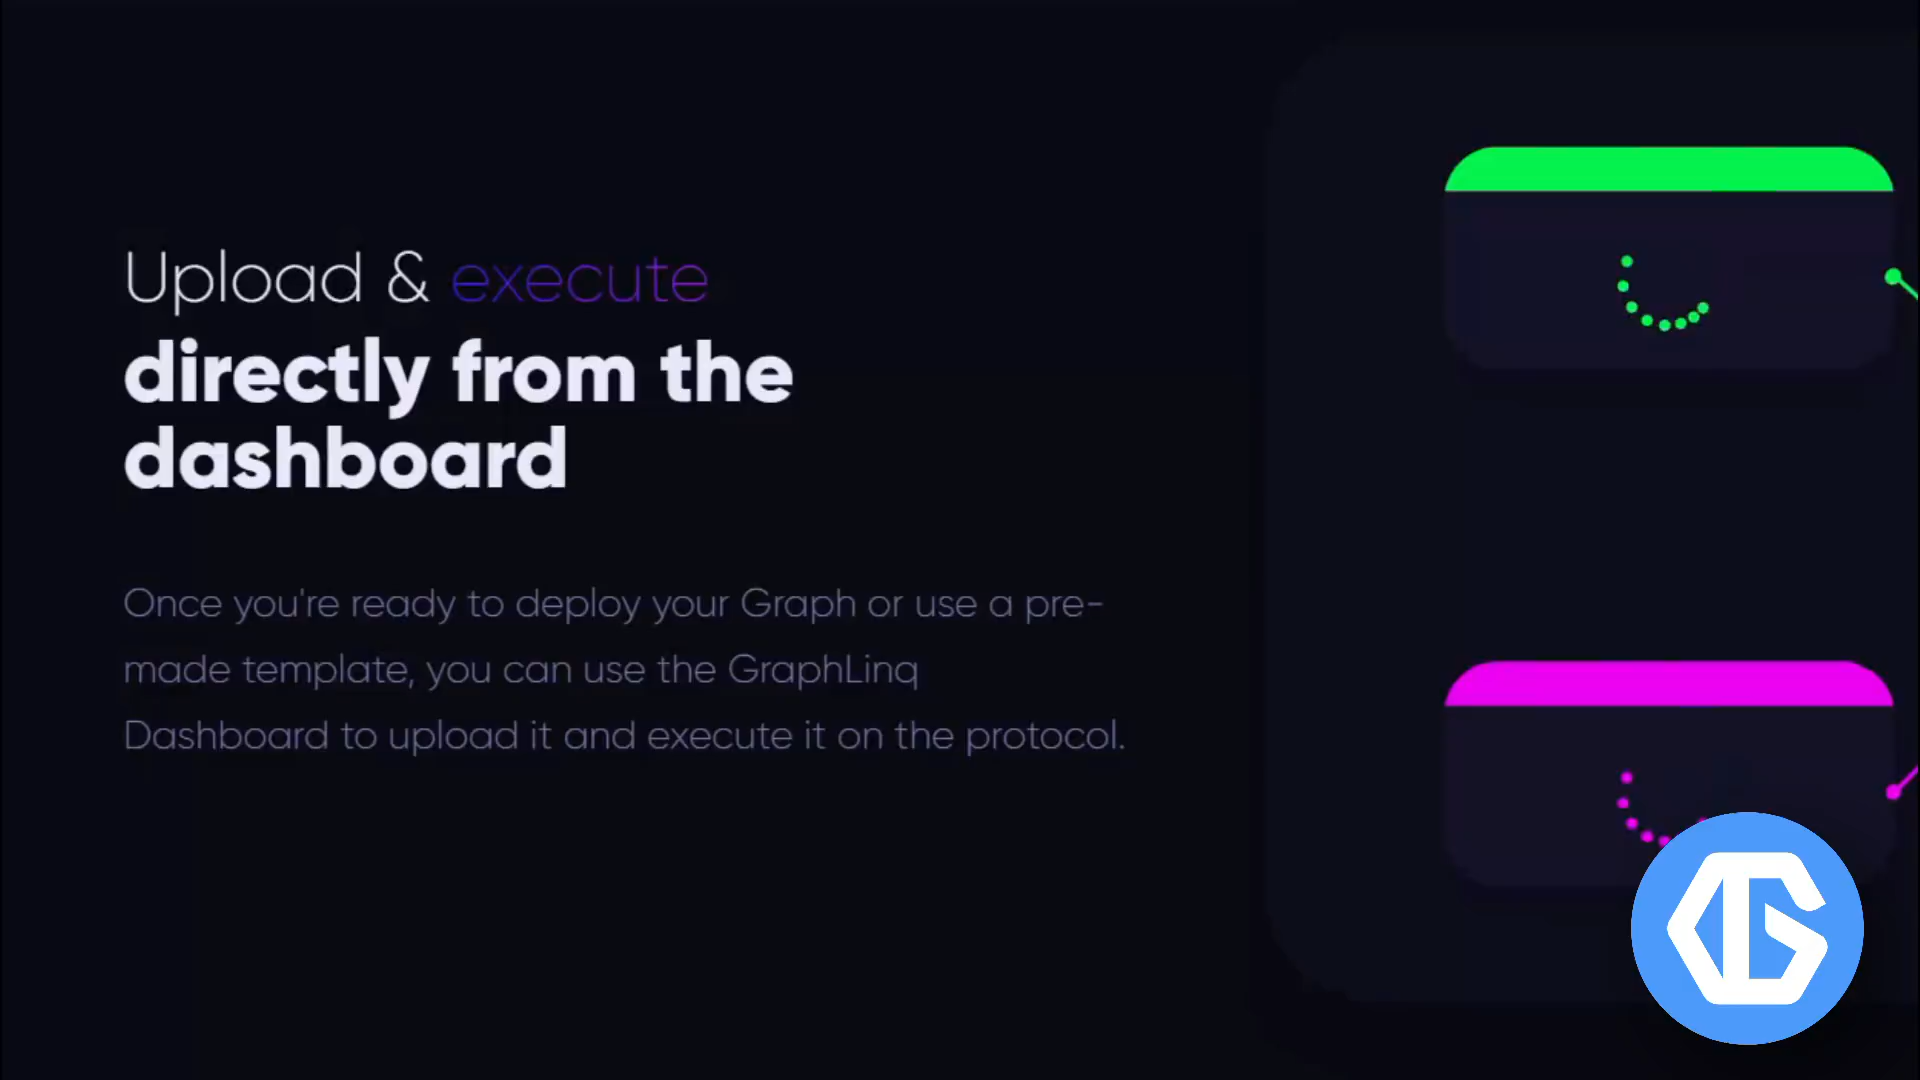 Upload & execute
directly from the
dashboard
Once you're ready to deploy your Graph or use a pre-
made template, you can use the GraphLinq
Dashboard to upload it and execute it on the protocol.